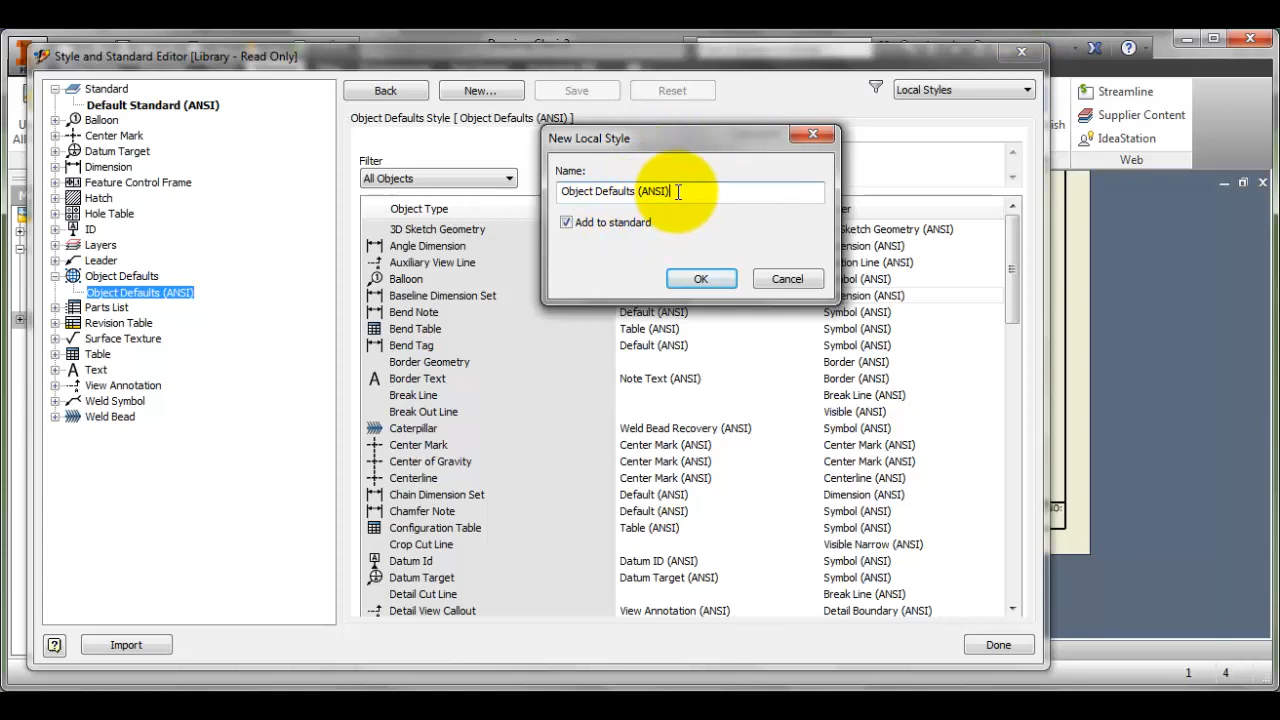 Style and Standard Editor [Library - Read Only]
Back
New...
Save
Reset
Local Styles
Standard
Default Standard (ANSI)
Balloon
Center Mark
Datum Target
Dimension
Feature Control Frame
Hatch
Hole Table
ID
Layers
Leader
Object Defaults
Object Defaults (ANSI)
Parts List
Revision Table
Surface Texture
Table
Text
View Annotation
Weld Symbol
Weld Bead
Import
Object Defaults Style [ Object Defaults (ANSI) ]
Filter
All Objects
New Local Style
Name:
Object Defaults (ANSI)
Add to standard
OK
Cancel
Object Type
3D Sketch Geometry
Angle Dimension
Auxiliary View Line
Balloon
Baseline Dimension Set
Bend Note Default (ANSI) Symbol (ANSI)
Bend Table Table (ANSI) Symbol (ANSI)
Bend Tag Default (ANSI) Symbol (ANSI)
Border Geometry Border (ANSI)
Border Text Note Text (ANSI) Border (ANSI)
Break Line Break Line (ANSI)
Break Out Line Visible (ANSI)
Caterpillar Weld Bead Recovery (ANSI) Symbol (ANSI)
Center Mark Center Mark (ANSI) Center Mark (ANSI)
Center of Gravity Center Mark (ANSI) Center Mark (ANSI)
Centerline Center Mark (ANSI) Centerline (ANSI)
Chain Dimension Set Default (ANSI) Dimension (ANSI)
Chamfer Note Default (ANSI) Symbol (ANSI)
Configuration Table Table (ANSI) Symbol (ANSI)
Crop Cut Line Visible Narrow (ANSI)
Datum Id Datum ID (ANSI) Symbol (ANSI)
Datum Target Datum Target (ANSI) Symbol (ANSI)
Detail Cut Line Break Line (ANSI)
Detail View Callout View Annotation (ANSI) Detail Boundary (ANSI)
Done
Streamline
Supplier Content
IdeaStation
Web
1 4